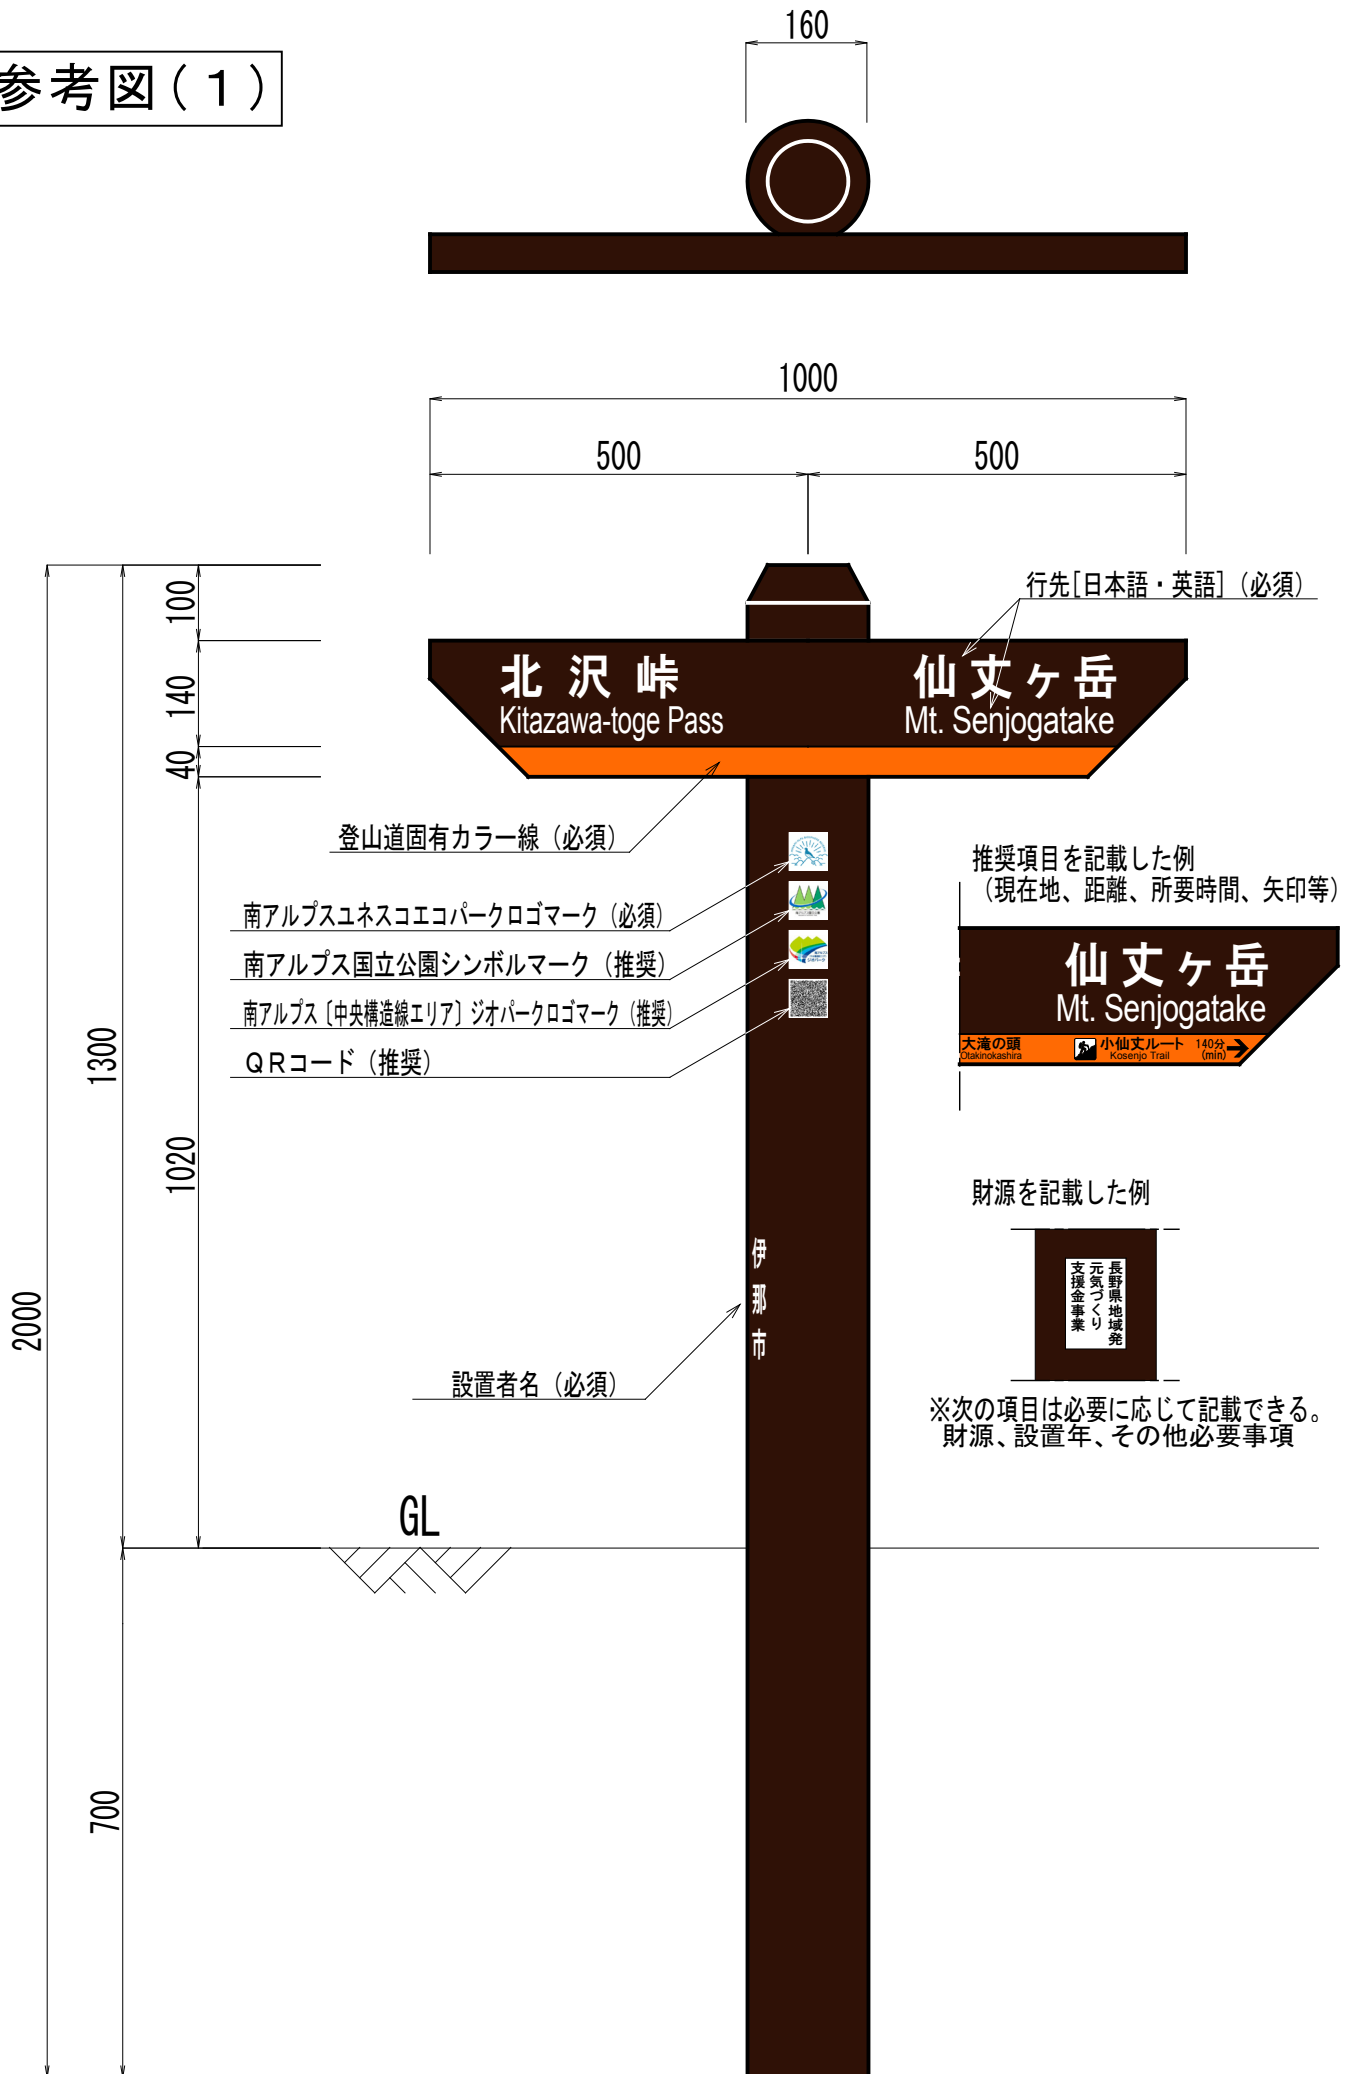 参考図(1)
160
1000
500
500
100
140
40
1300
1020
2000
700
行先[日本語・英語](必須)
北沢峠
Kitazawa-toge Pass
仙丈ヶ岳
Mt. Senjogatake
登山道固有カラー線(必須)
南アルプスユネスコエコパークロゴマーク(必須)
南アルプス国立公園シンボルマーク(推奨)
南アルプス〔中央構造線エリア〕ジオパークロゴマーク(推奨)
QRコード(推奨)
推奨項目を記載した例
(現在地、距離、所要時間、矢印等)
仙丈ヶ岳
Mt. Senjogatake
大滝の頭
Otakinokashira
小仙丈ルート
Kosenjo Trail
140分
(min)
財源を記載した例
長野県地域発
元気づくり
支援金事業
※次の項目は必要に応じて記載できる。
財源、設置年、その他必要事項
伊那市
設置者名(必須)
GL